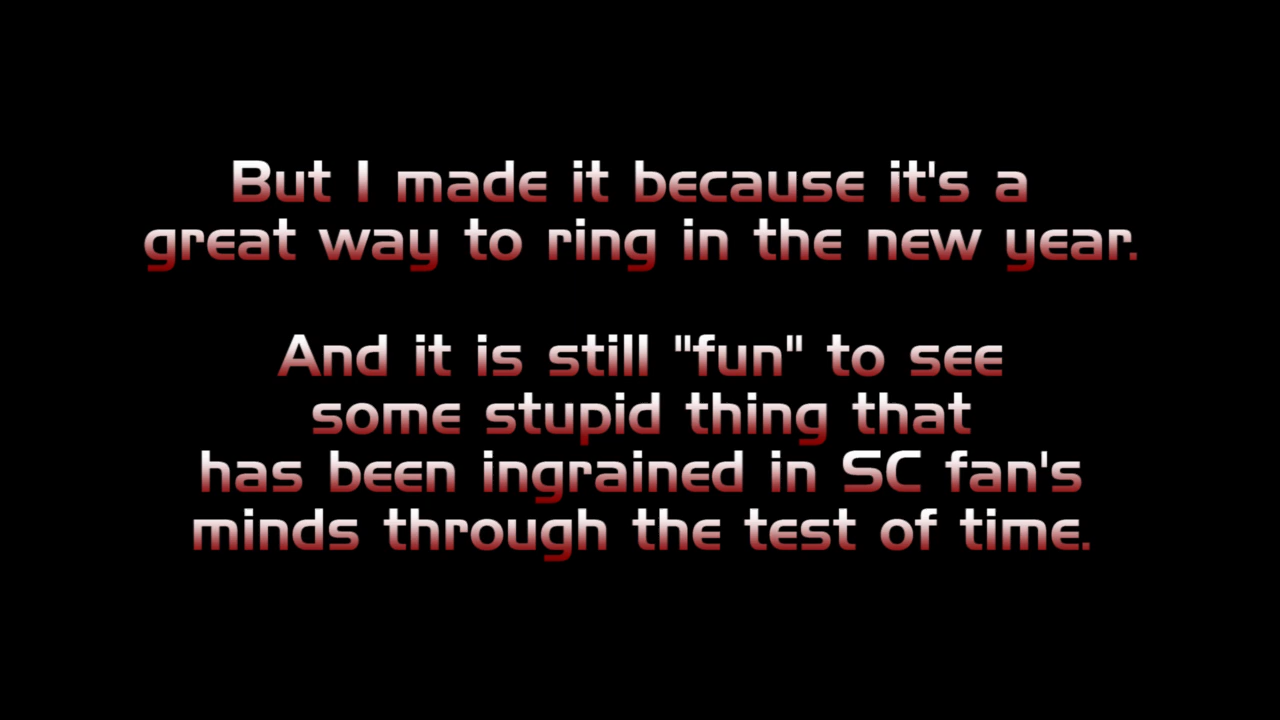 But I made it because it's a
great way to ring in the new year.
And it is still "fun" to see
some stupid thing that
has been ingrained in SC fan's
minds through the test of time.